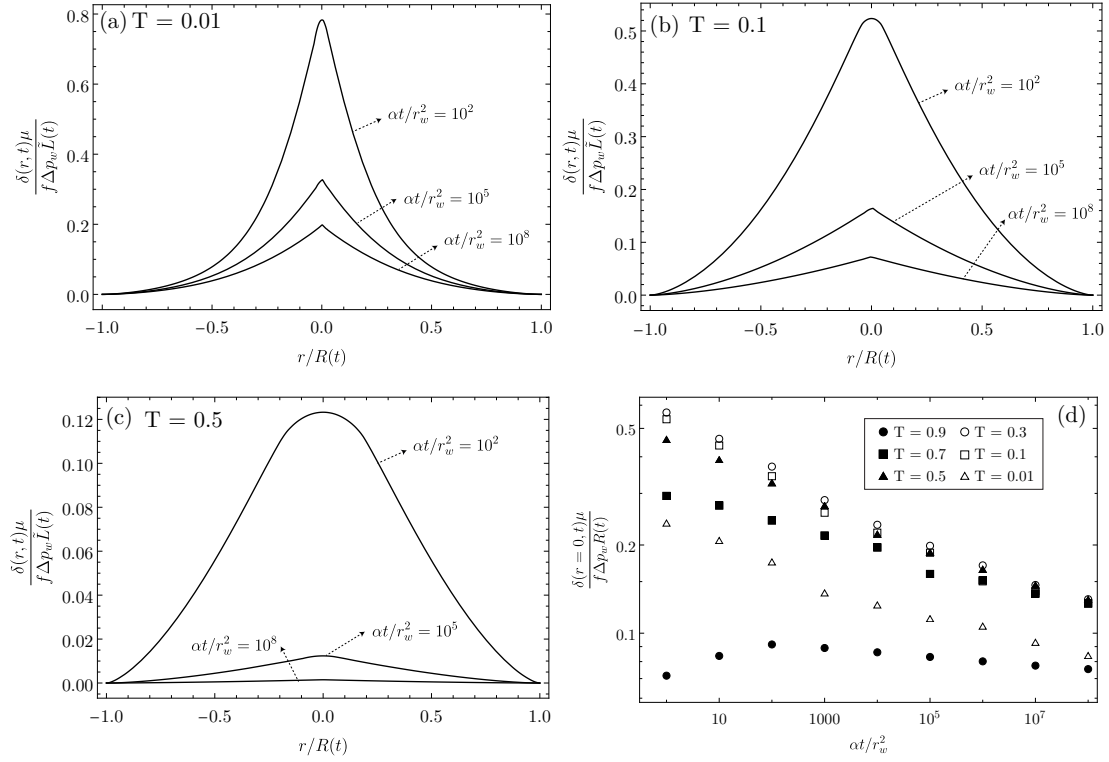 (a) T = 0.01
0.8
0.6
0.4
0.2
0.0
αt/r_w^2 = 10^2
αt/r_w^2 = 10^5
αt/r_w^2 = 10^8
δ(r, t)μ
f Δp_w L̃(t)
−1.0 −0.5 0.0 0.5 1.0
r/R(t)
(b) T = 0.1
0.5
0.4
0.3
0.2
0.1
0.0
αt/r_w^2 = 10^2
αt/r_w^2 = 10^5
αt/r_w^2 = 10^8
δ(r, t)μ
f Δp_w L̃(t)
−1.0 −0.5 0.0 0.5 1.0
r/R(t)
(c) T = 0.5
0.12
0.10
0.08
0.06
0.04
0.02
0.00
αt/r_w^2 = 10^2
αt/r_w^2 = 10^8
αt/r_w^2 = 10^5
δ(r, t)μ
f Δp_w L̃(t)
−1.0 −0.5 0.0 0.5 1.0
r/R(t)
(d)
T = 0.9 T = 0.3
T = 0.7 T = 0.1
T = 0.5 T = 0.01
0.5
0.2
0.1
δ(r = 0, t)μ
f Δp_w R(t)
10 1000 10^5 10^7
αt/r_w^2